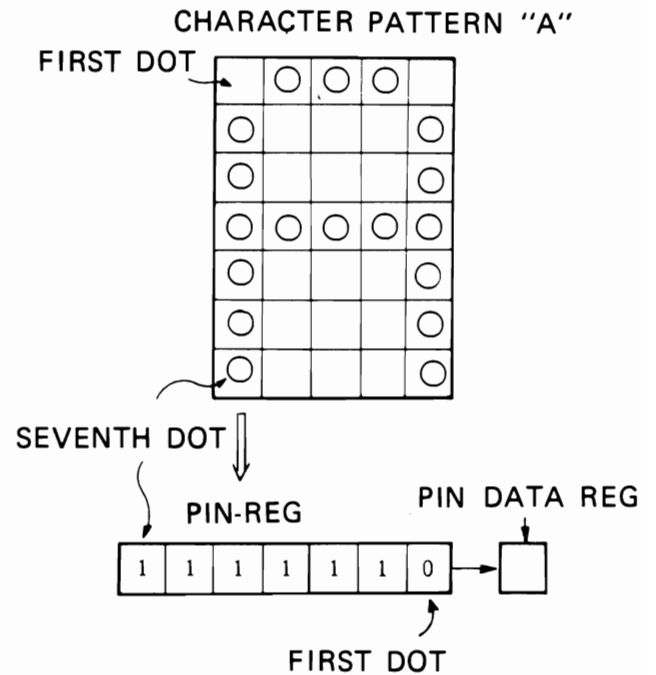 CHARACTER PATTERN "A"
FIRST DOT
SEVENTH DOT
PIN-REG
PIN DATA REG
1 1 1 1 1 1 0
FIRST DOT